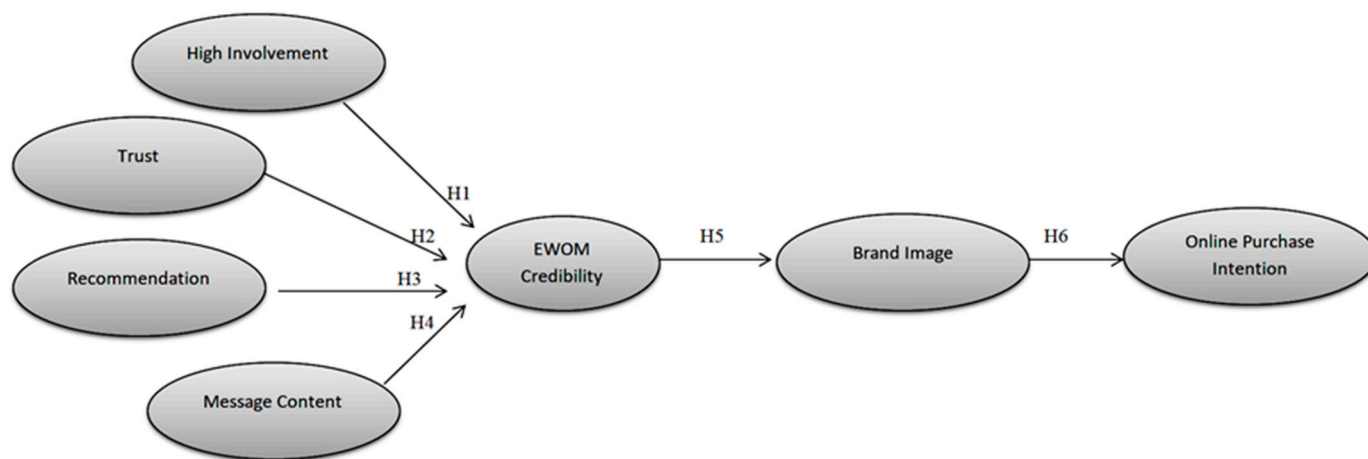 High Involvement
Trust
H1
H2
Recommendation
H3
H4
Message Content
EWOM
Credibility
H5
Brand Image
H6
Online Purchase
Intention